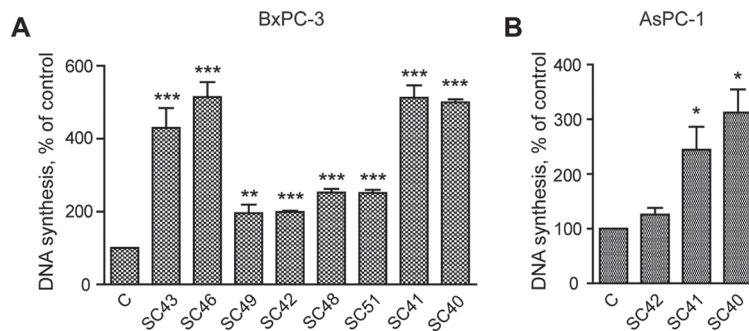 BxPC-3
AsPC-1
A
B
DNA synthesis, % of control
600
400
200
0
***
***
**
***
***
***
***
***
C
SC43
SC46
SC49
SC42
SC48
SC51
SC41
SC40
DNA synthesis, % of control
400
300
200
100
0
*
*
C
SC42
SC41
SC40